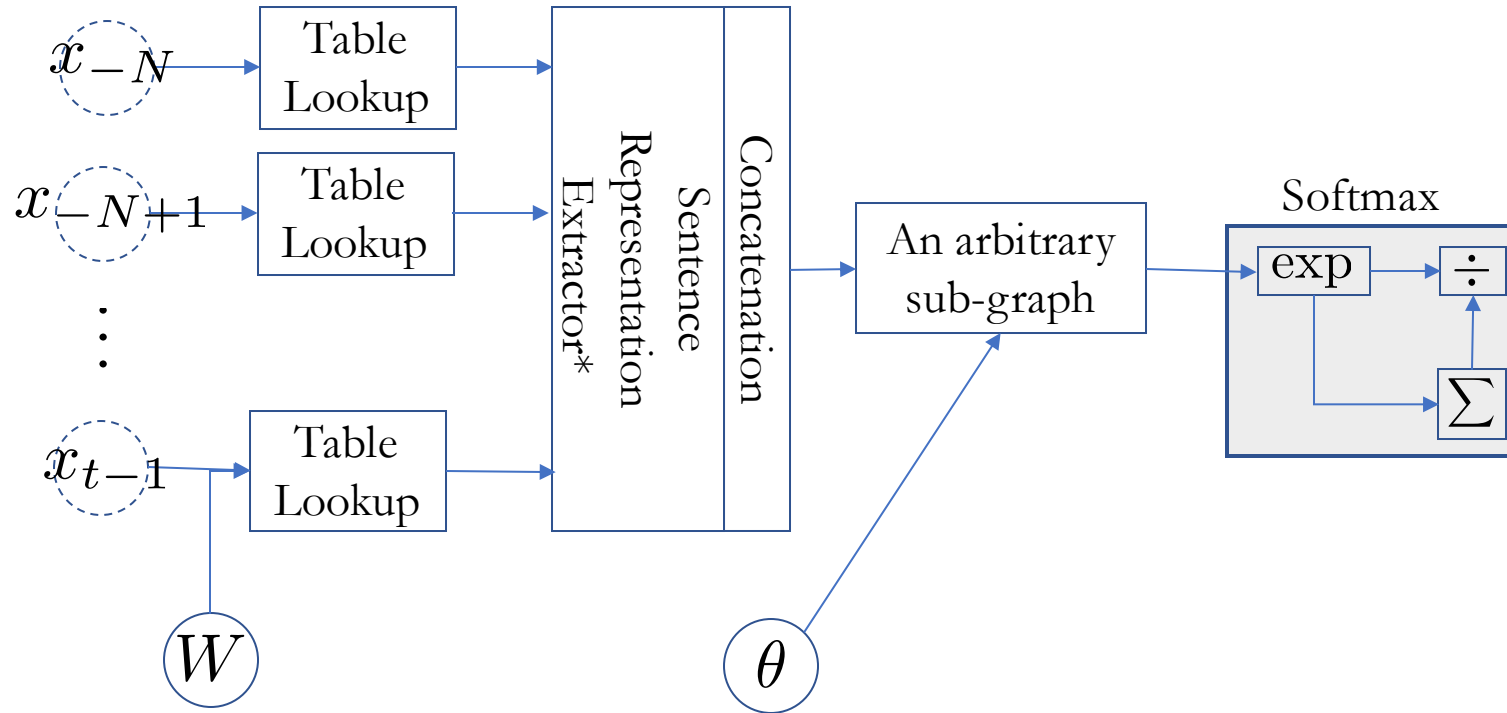 x_{-N}
Table
Lookup
x_{-N+1}
Table
Lookup
⋮
x_{t-1}
Table
Lookup
W
Sentence
Representation
Extractor*
Concatenation
An arbitrary
sub-graph
θ
Softmax
exp
÷
∑